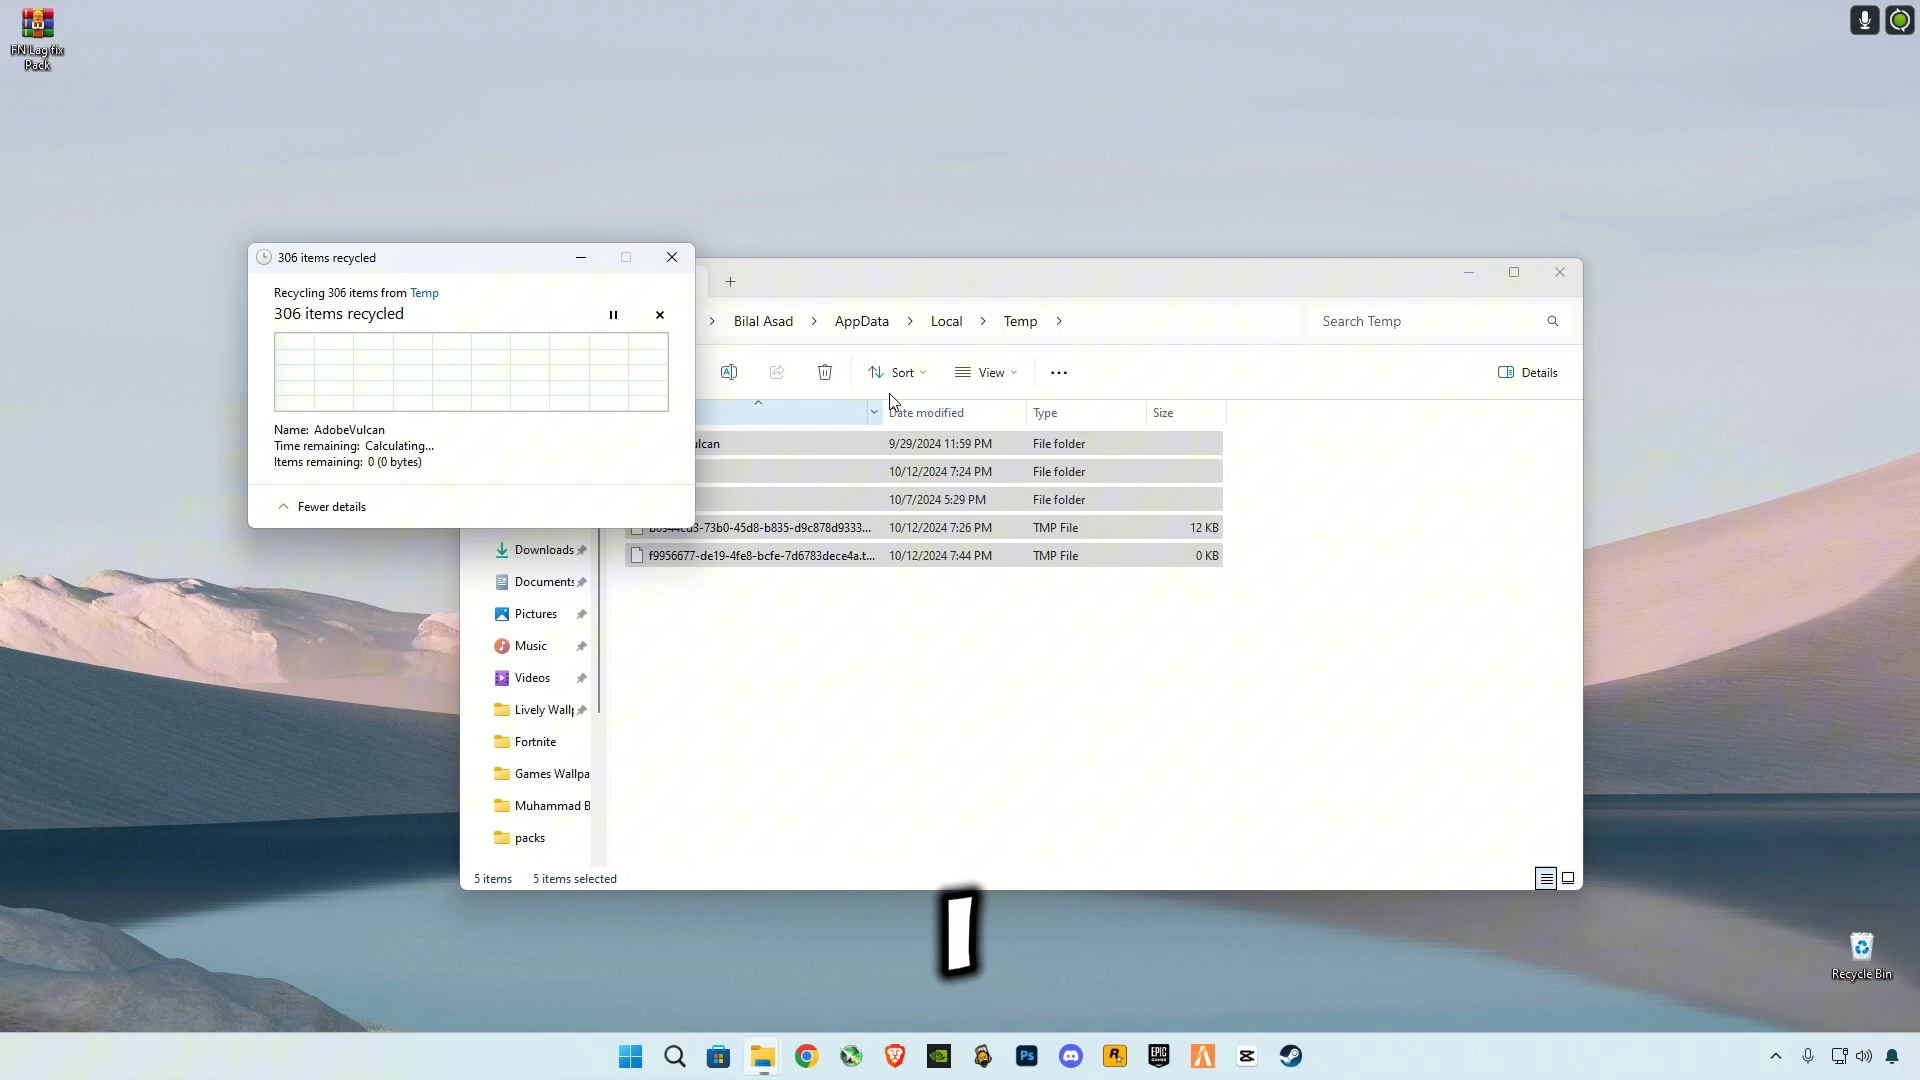 FN Lag fix
Pack
306 items recycled
Recycling 306 items from Temp
306 items recycled
Name: AdobeVulcan
Time remaining: Calculating...
Items remaining: 0 (0 bytes)
Fewer details
Bilal Asad > AppData > Local > Temp >
Search Temp
Sort
View
Details
Date modified Type Size
ulcan 9/29/2024 11:59 PM File folder
10/12/2024 7:24 PM File folder
10/7/2024 5:29 PM File folder
b0944cd3-73b0-45d8-b835-d9c878d9333... 10/12/2024 7:26 PM TMP File 12 KB
f9956677-de19-4fe8-bcfe-7d6783dece4a.t... 10/12/2024 7:44 PM TMP File 0 KB
Downloads
Documents
Pictures
Music
Videos
Lively Wallp
Fortnite
Games Wallpa
Muhammad B
packs
5 items 5 items selected
I
Recycle Bin
Ps
R
EPIC
GAMES